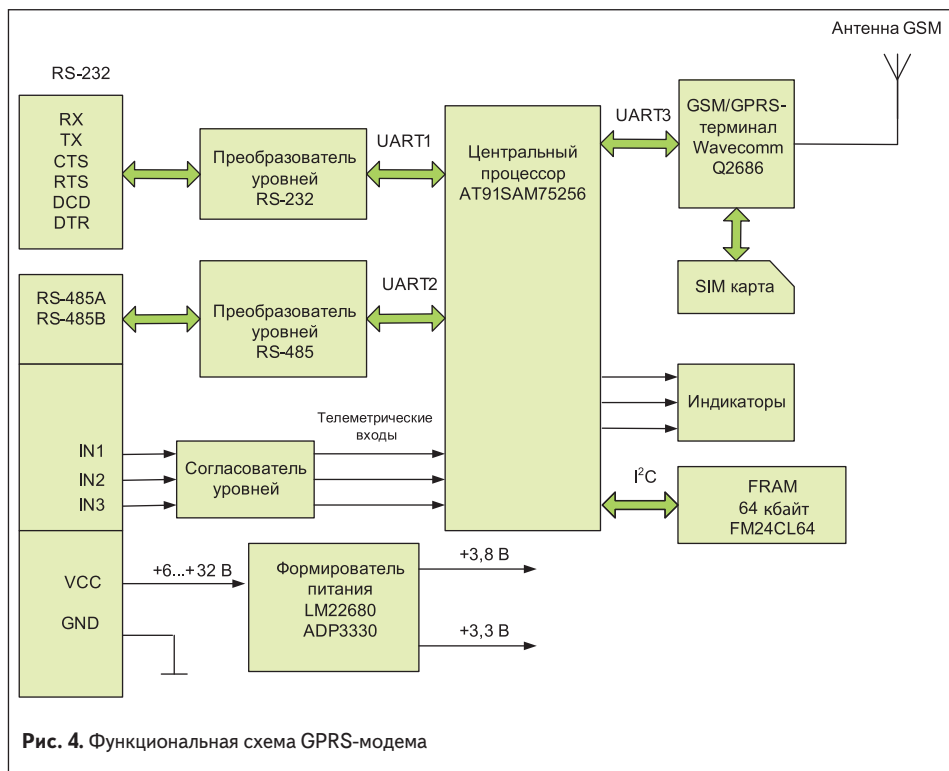 Антенна GSM
RS-232
RX
TX
CTS
RTS
DCD
DTR
Преобразователь
уровней
RS-232
UART1
Центральный
процессор
AT91SAM75256
UART3
GSM/GPRS-
терминал
Wavecomm
Q2686
SIM карта
RS-485A
RS-485B
Преобразователь
уровней
RS-485
UART2
Индикаторы
IN1
IN2
IN3
Согласователь
уровней
Телеметрические
входы
I²C
FRAM
64 кбайт
FM24CL64
VCC
GND
+6...+32 В
Формирователь
питания
LM22680
ADP3330
+3,8 В
+3,3 В
Рис. 4. Функциональная схема GPRS-модема